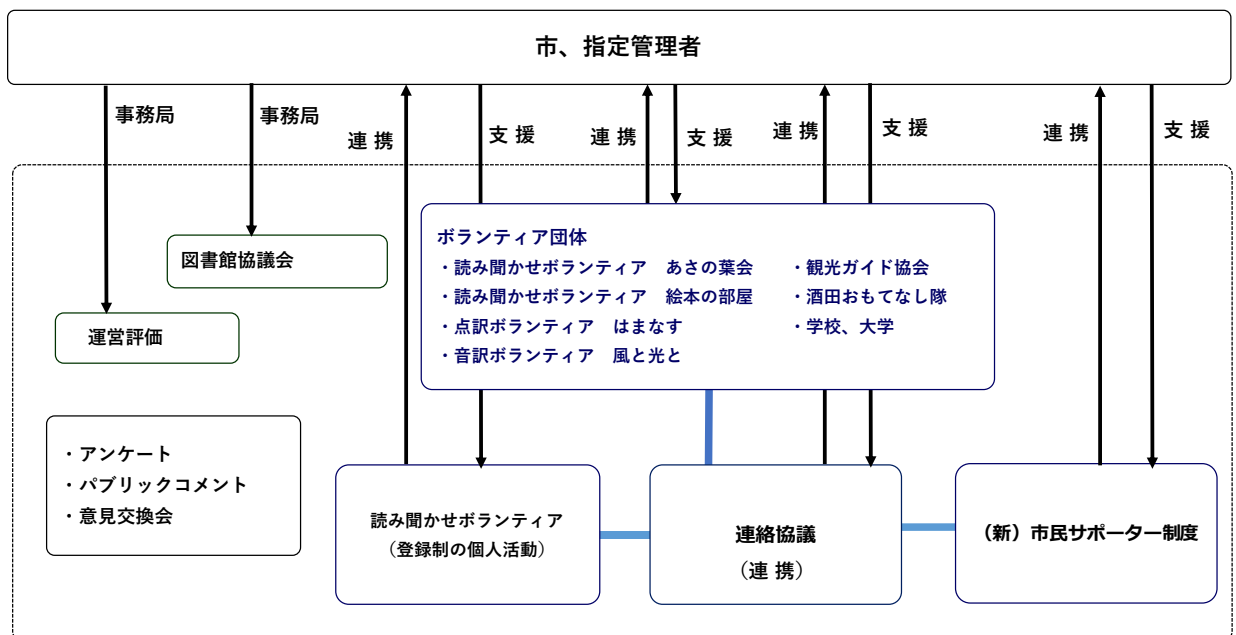 市、指定管理者
事務局
事務局
連 携
支 援
連 携
支 援
連 携
支 援
連 携
支 援
図書館協議会
運営評価
ボランティア団体
・読み聞かせボランティア　あさの葉会
・読み聞かせボランティア　絵本の部屋
・点訳ボランティア　はまなす
・音訳ボランティア　風と光と
・観光ガイド協会
・酒田おもてなし隊
・学校、大学
・アンケート
・パブリックコメント
・意見交換会
読み聞かせボランティア
（登録制の個人活動）
連絡協議
（連 携）
（新）市民サポーター制度